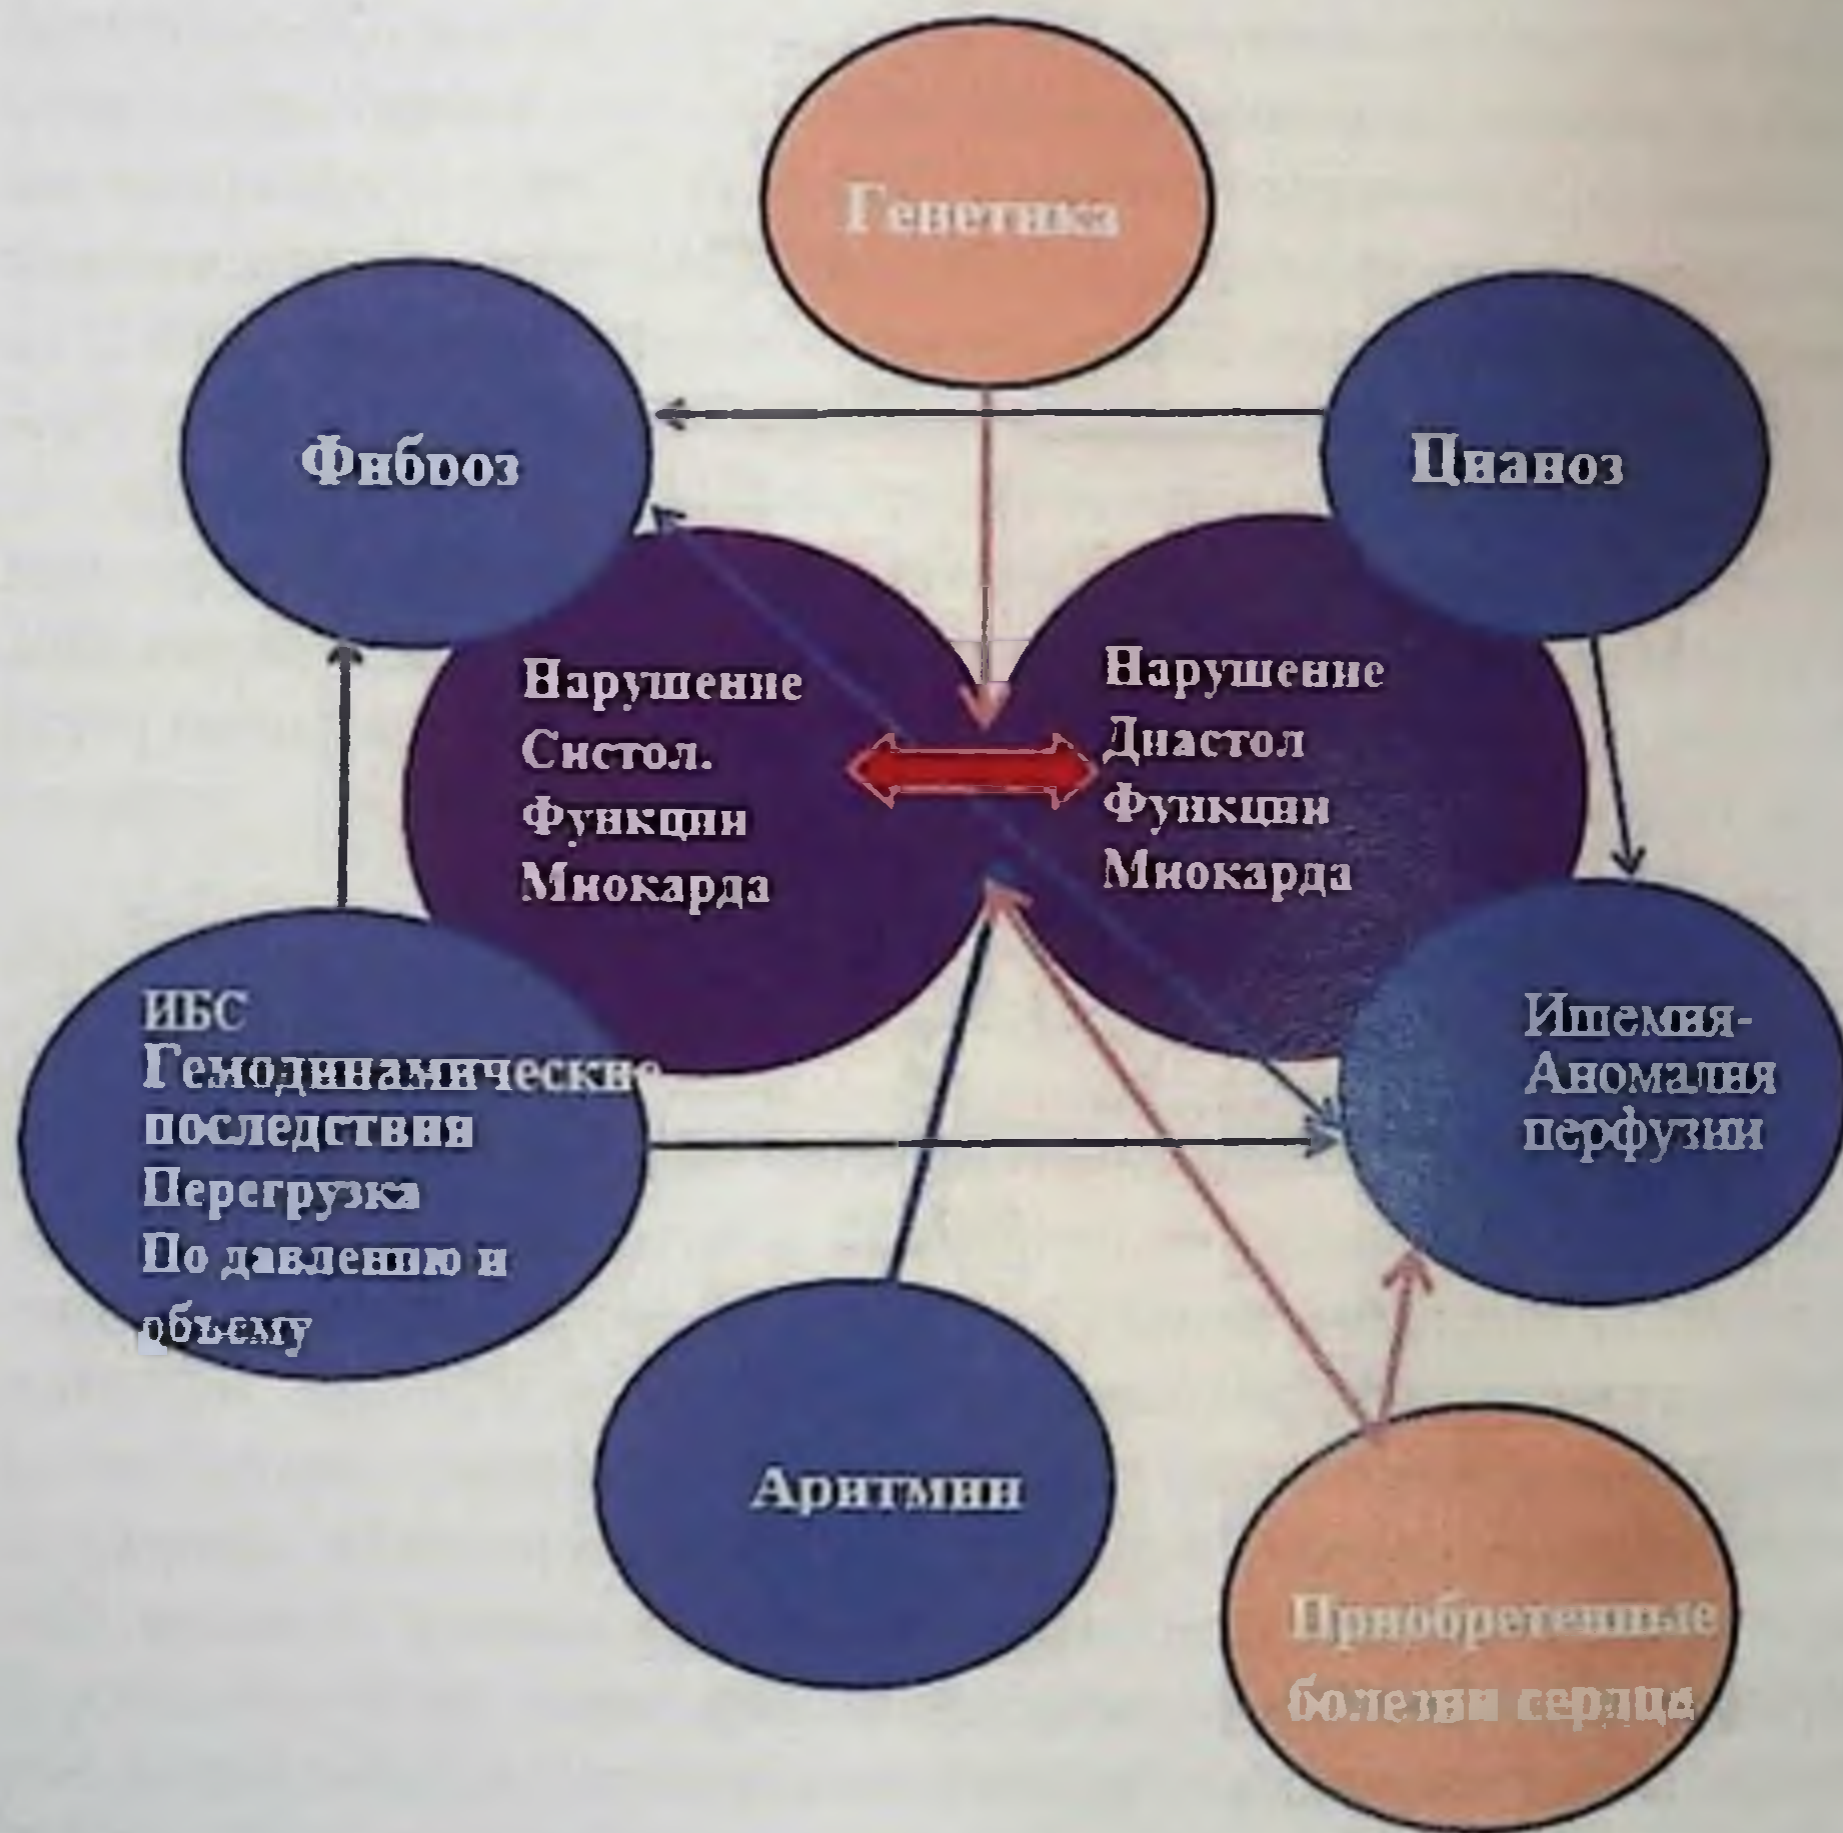 Генетика
Фиброз
Цианоз
Нарушение
Систол.
Функции
Миокарда
Нарушение
Диастол
Функции
Миокарда
ИБС
Гемодинамические
последствия
Перегрузка
По давлению и
объему
Ишемия-
Аномалия
перфузии
Аритмии
Приобретенные
болезни сердца